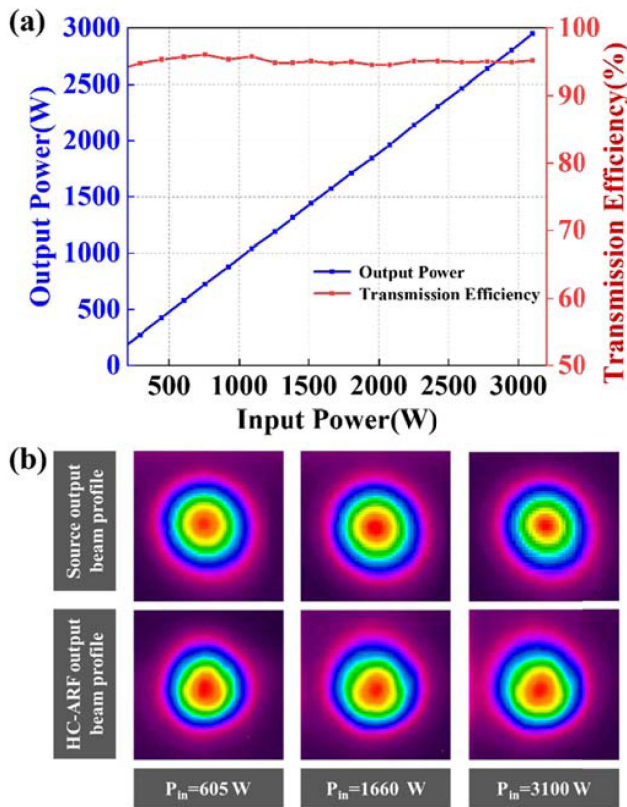 (a)
3000
2500
2000
1500
1000
500
0
Output Power(W)
100
90
80
70
60
50
Transmission Efficiency(%)
Output Power
Transmission Efficiency
500 1000 1500 2000 2500 3000
Input Power(W)
(b)
Source output
beam profile
HC-ARF output
beam profile
Pin=605 W
Pin=1660 W
Pin=3100 W